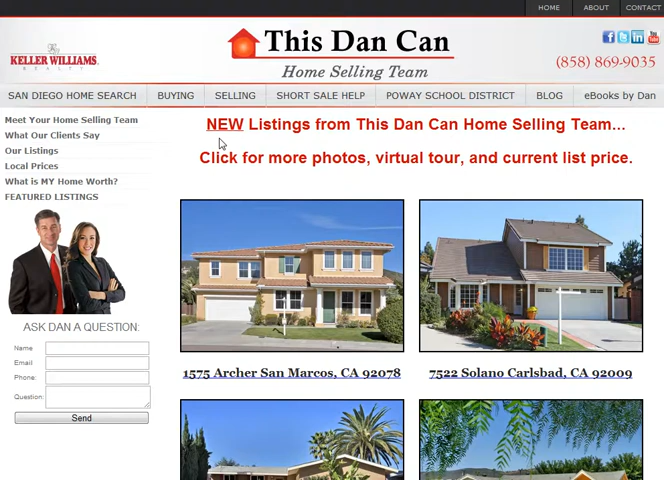 HOME ABOUT CONTACT
KELLER WILLIAMS
REALTY
This Dan Can
Home Selling Team
You
Tube
(858) 869-9035
SAN DIEGO HOME SEARCH BUYING SELLING SHORT SALE HELP POWAY SCHOOL DISTRICT BLOG eBooks by Dan
Meet Your Home Selling Team
What Our Clients Say
Our Listings
Local Prices
What is MY Home Worth?
FEATURED LISTINGS
ASK DAN A QUESTION:
Name
Email
Phone:
Question:
Send
NEW Listings from This Dan Can Home Selling Team...
Click for more photos, virtual tour, and current list price.
1575 Archer San Marcos, CA 92078
7522 Solano Carlsbad, CA 92009